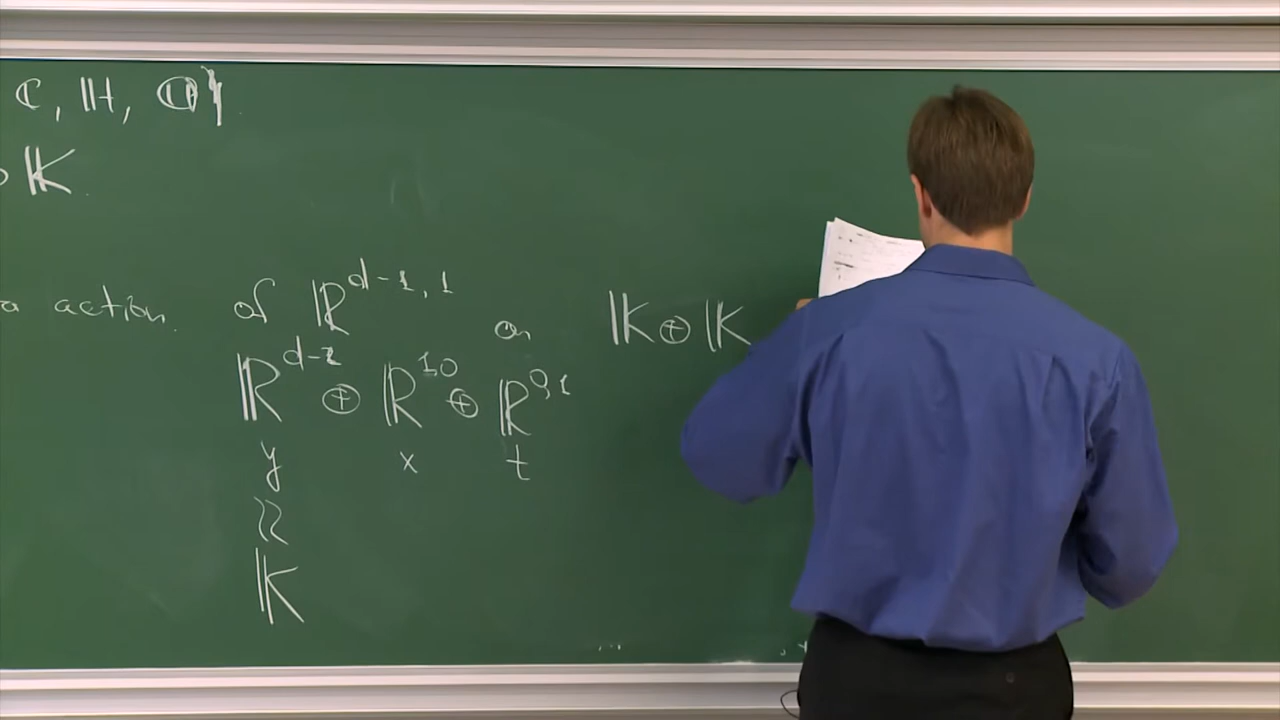 ℂ, ℍ, 𝕆}.
𝕂.
a action. of ℝ^{d-1,1} on 𝕂 ⊕ 𝕂
ℝ^{d-2} ⊕ ℝ^{1,0} ⊕ ℝ^{0,1}
y x t
≀≀
𝕂